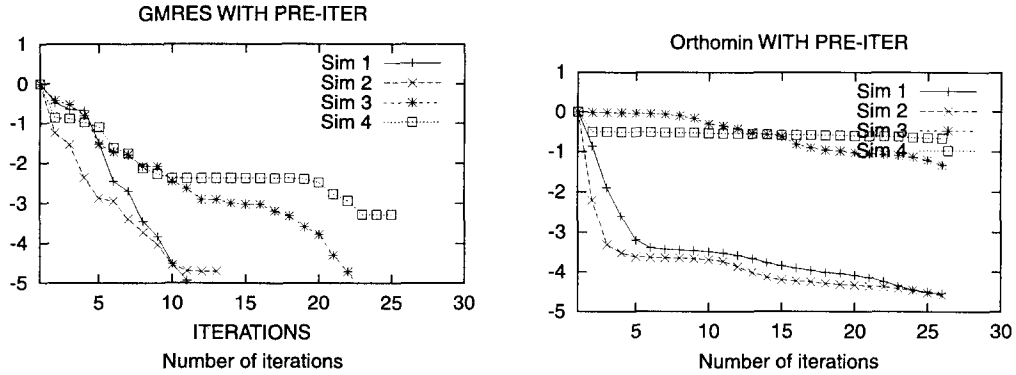 GMRES WITH PRE-ITER
1
0
-1
-2
-3
-4
-5
Sim 1
Sim 2
Sim 3
Sim 4
5 10 15 20 25 30
ITERATIONS
Number of iterations
Orthomin WITH PRE-ITER
1
0
-1
-2
-3
-4
-5
Sim 1
Sim 2
Sim 3
Sim 4
5 10 15 20 25 30
Number of iterations